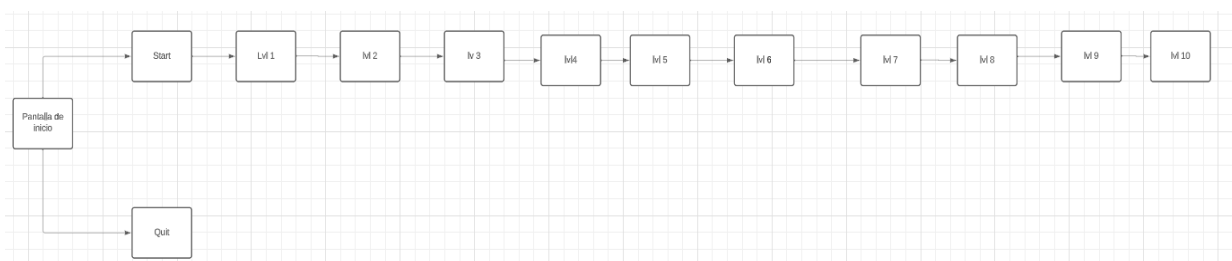 Start
Lvl 1
lvl 2
lv 3
lvl4
lvl 5
lvl 6
lvl 7
lvl 8
lvl 9
lvl 10
Pantalla de
inicio
Quit